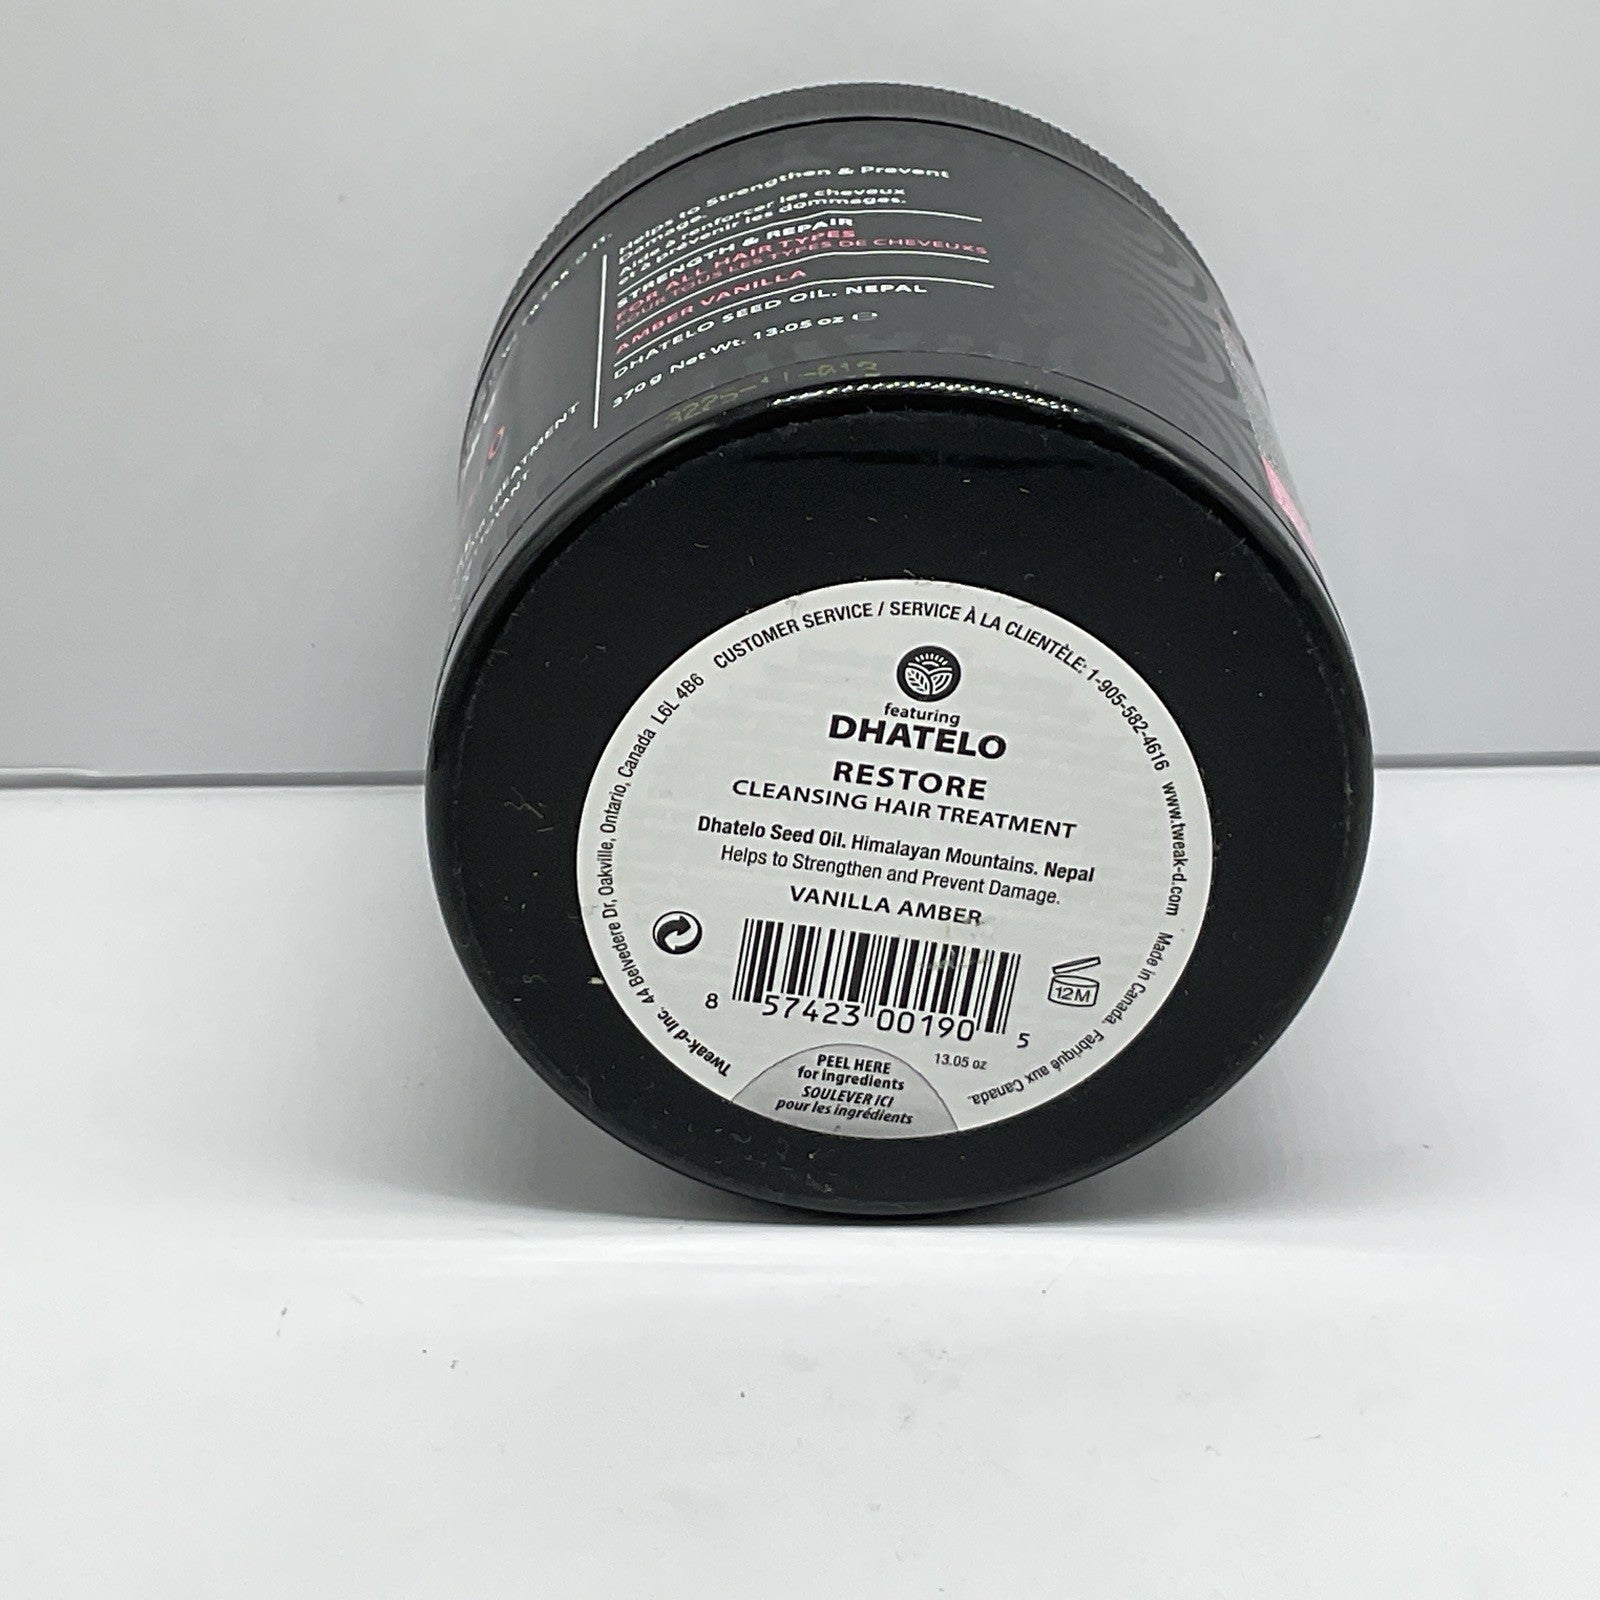 Helps to Strengthen & Prevent
Damage.
Aide à renforcer les cheveux
et à prévenir les dommages.
STRENGTH & REPAIR
FOR ALL HAIR TYPES
POUR TOUS LES TYPES DE CHEVEUX
AMBER VANILLA
DHATELO SEED OIL. NEPAL
370g Net Wt. 13.05 oz ℮
TREATMENT
CUSTOMER SERVICE / SERVICE À LA CLIENTÈLE: 1-905-582-4616 www.tweak-d.com Made in Canada. Fabriqué aux Canada.
Tweak-d Inc. 44 Belvedere Dr, Oakville, Ontario, Canada L6L 4B6
featuring
DHATELO
RESTORE
CLEANSING HAIR TREATMENT
Dhatelo Seed Oil. Himalayan Mountains. Nepal
Helps to Strengthen and Prevent Damage.
VANILLA AMBER
12M
8 57423 00190 5
13.05 oz
PEEL HERE
for ingredients
SOULEVER ICI
pour les ingrédients